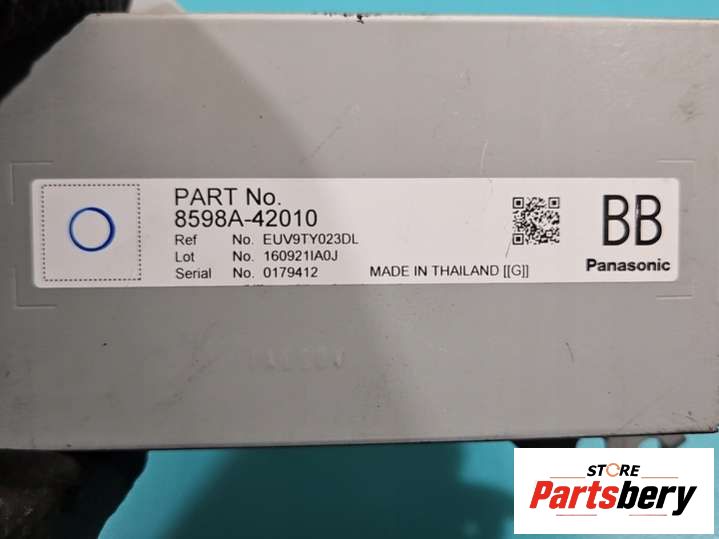 PART No.
8598A-42010
Ref No. EUV9TY023DL
Lot No. 160921IA0J
Serial No. 0179412 MADE IN THAILAND [[G]]
BB
Panasonic
STORE
Partsbery